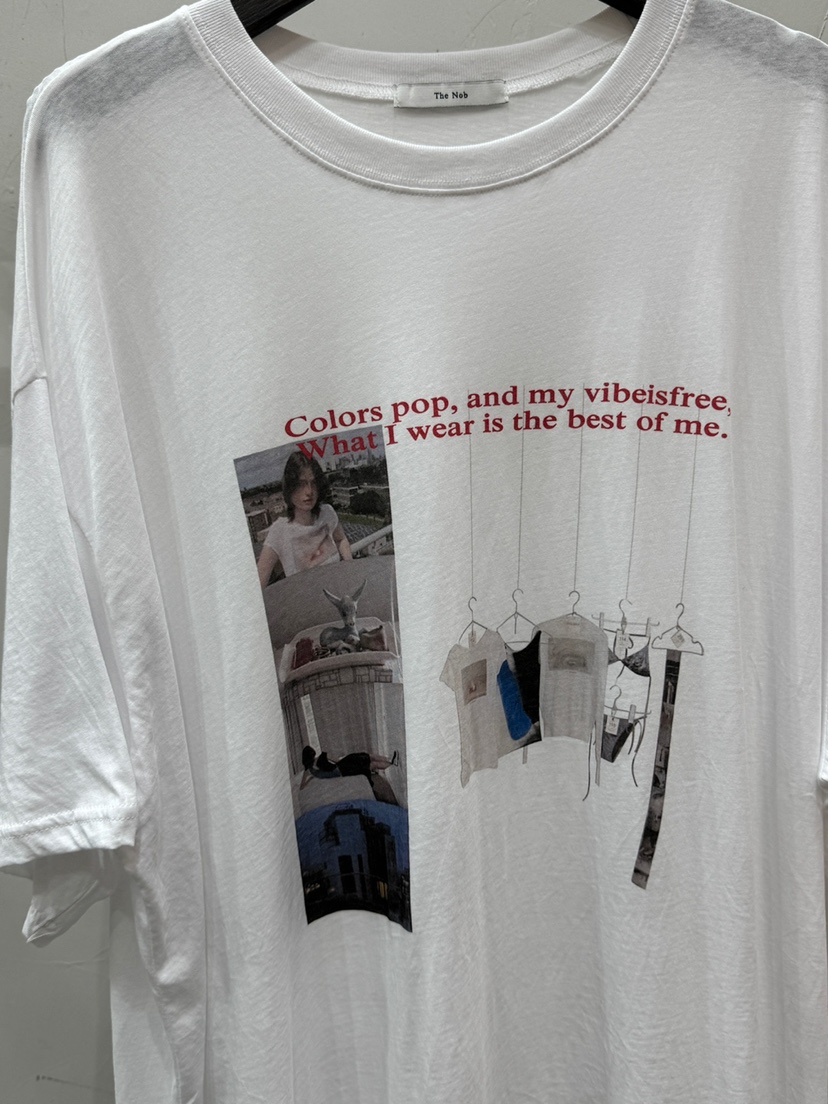 The Nob
Colors pop, and my vibeisfree,
What I wear is the best of me.